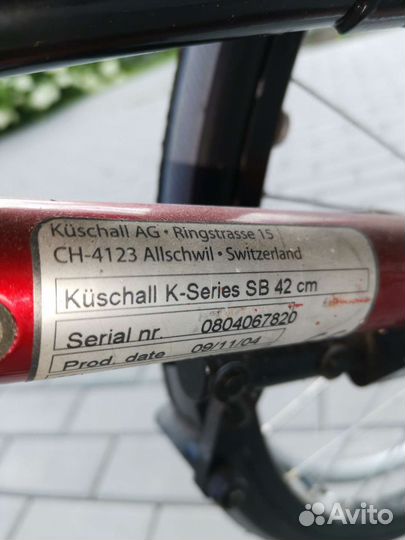 Küschall AG • Ringstrasse 15
CH-4123 Allschwil • Switzerland
Küschall K-Series SB 42 cm
Serial nr. 0804067820
Prod. date 09/11/04
Avito